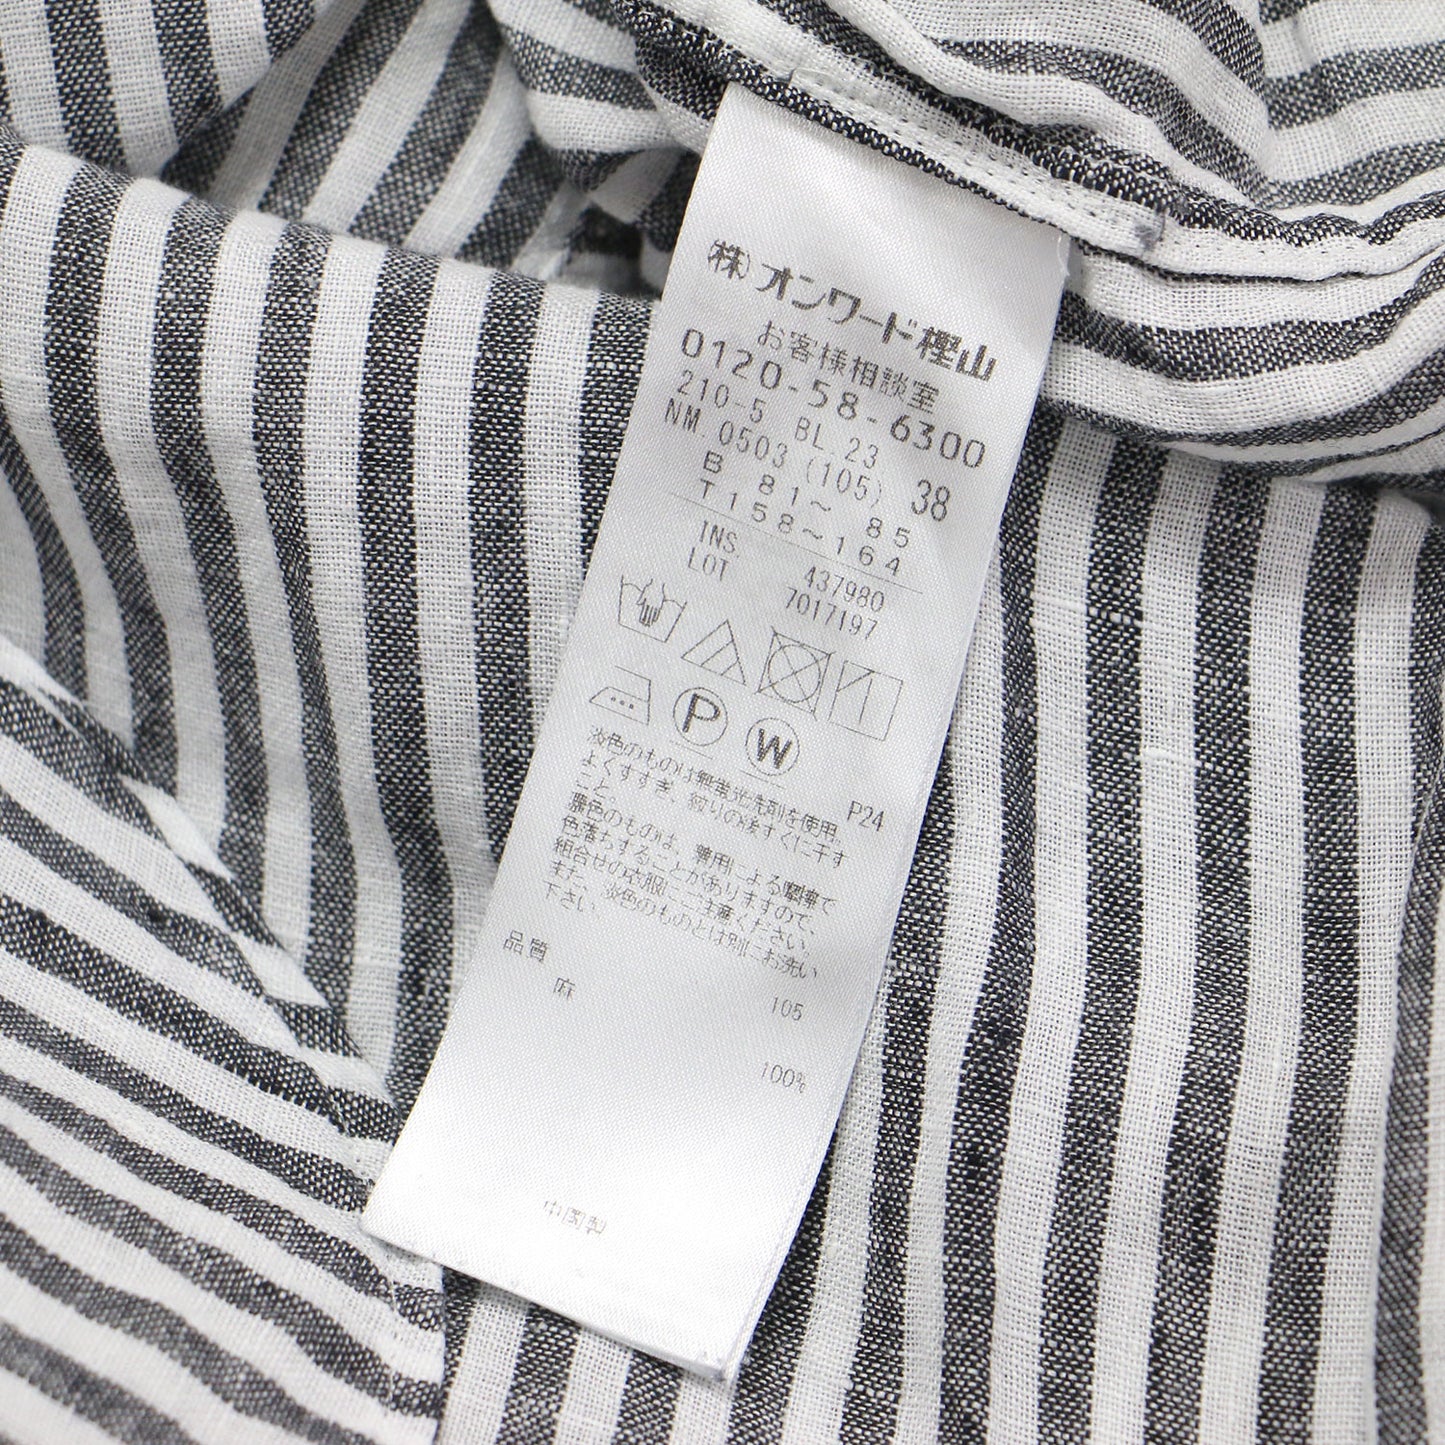 ㈱オンワード樫山
お客様相談室
0120-58-6300
210-5 BL.23
NM.0503 (105) 38
B 81～ 85
T 158～164
INS. 437980
LOT 7017197
P W
淡色のものは無蛍光洗剤を使用。 P24
よくすすぎ、絞りの後すぐに干す
こと。
濃色のものは、着用による摩擦で
色落ちすることがありますので、
組合せの衣服にご注意ください。
また、淡色のものとは別にお洗い
下さい。
品質 105
麻 100%
中国製